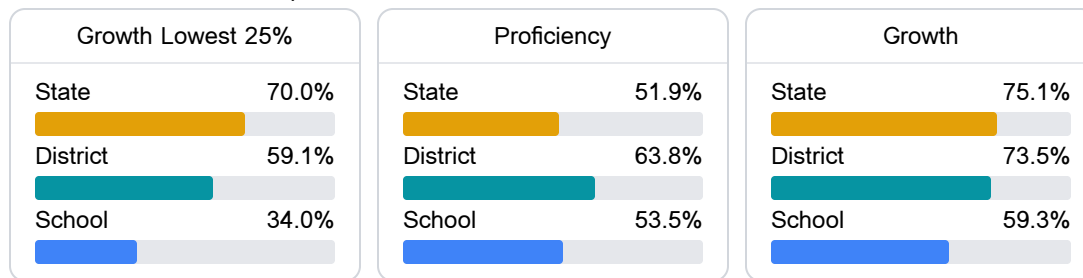 Growth Lowest 25%
State 70.0%
District 59.1%
School 34.0%
Proficiency
State 51.9%
District 63.8%
School 53.5%
Growth
State 75.1%
District 73.5%
School 59.3%